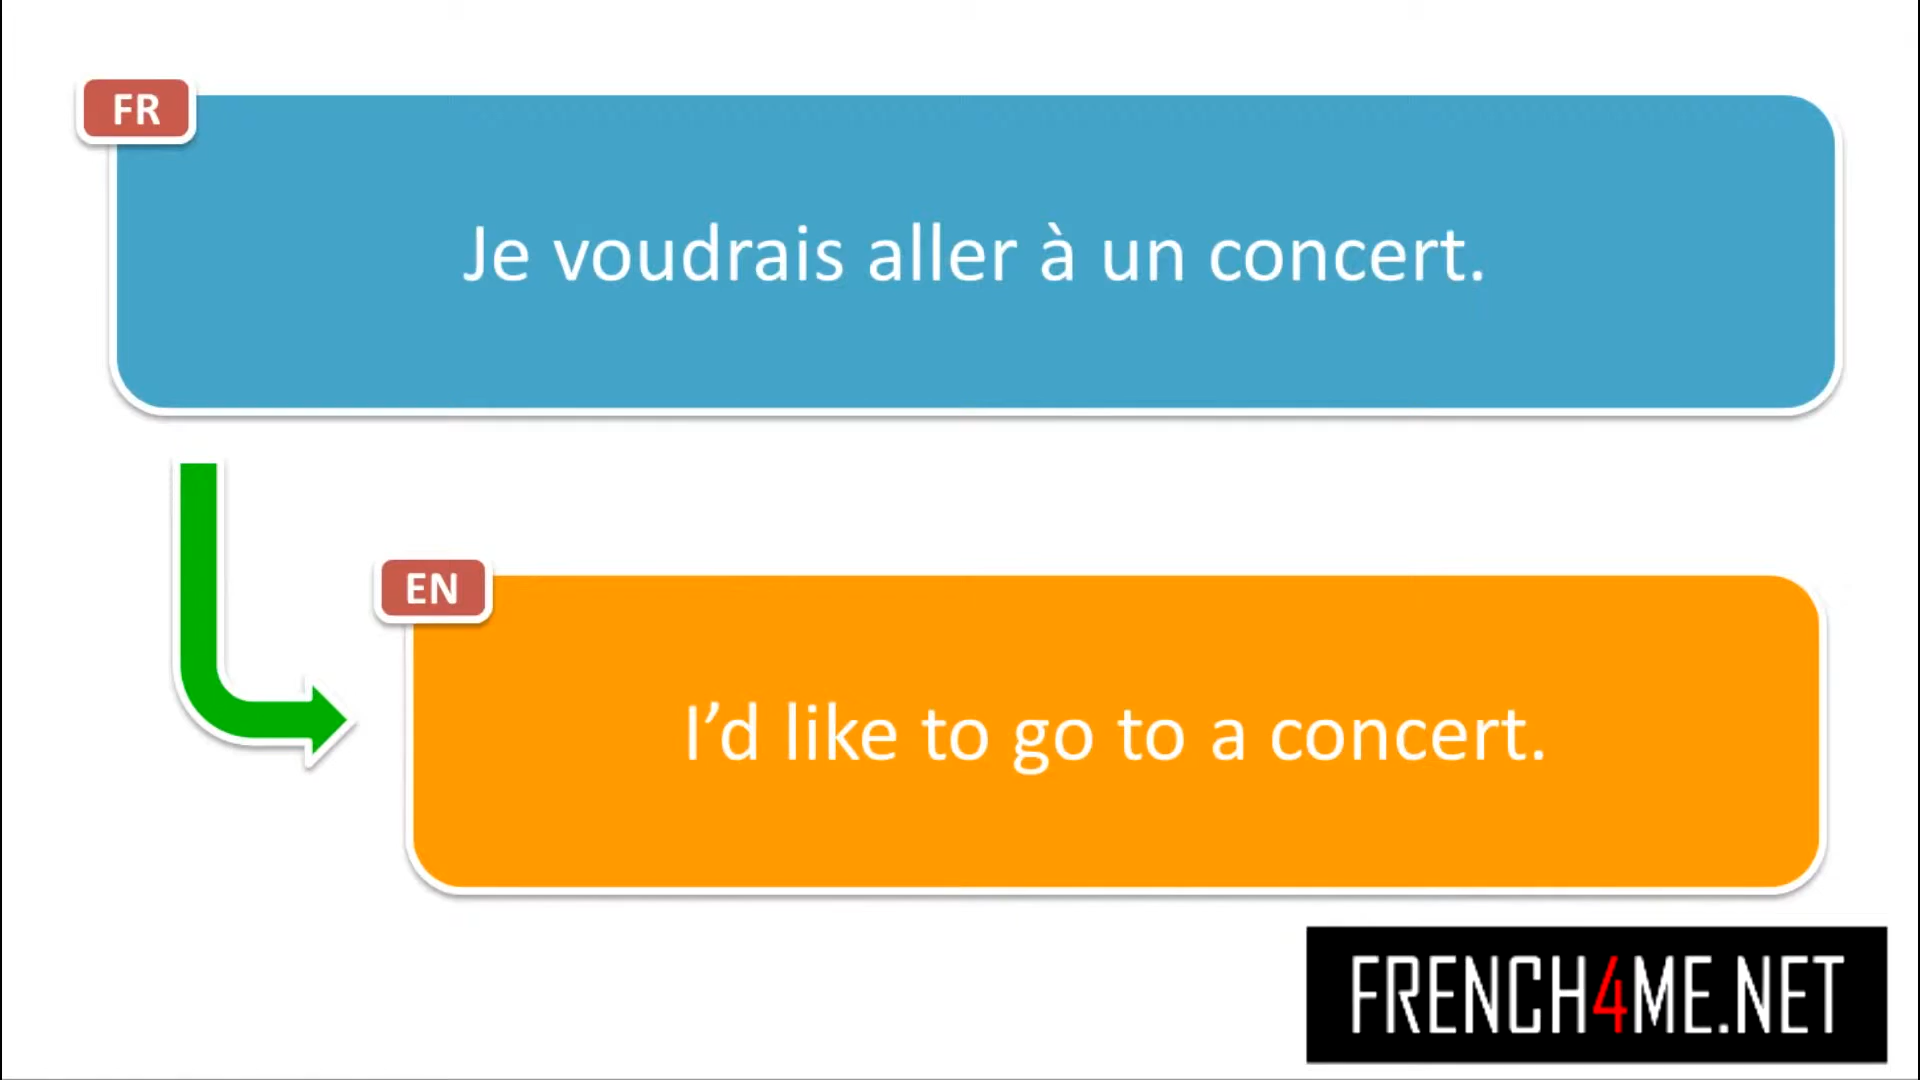 FR
Je voudrais aller à un concert.
EN
I’d like to go to a concert.
FRENCH4ME.NET